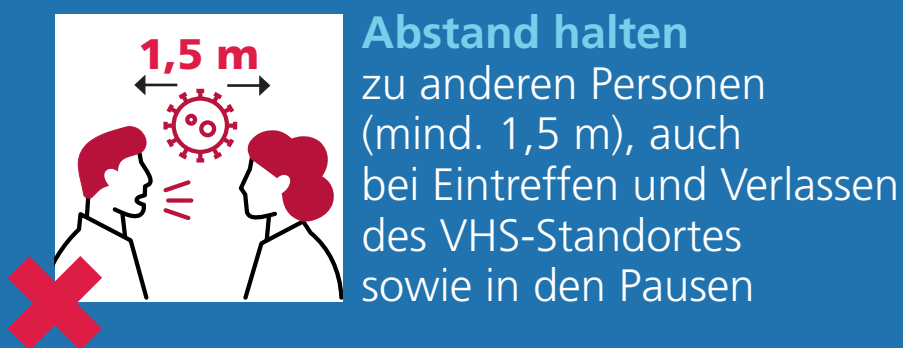 1,5 m
Abstand halten
zu anderen Personen
(mind. 1,5 m), auch
bei Eintreffen und Verlassen
des VHS-Standortes
sowie in den Pausen